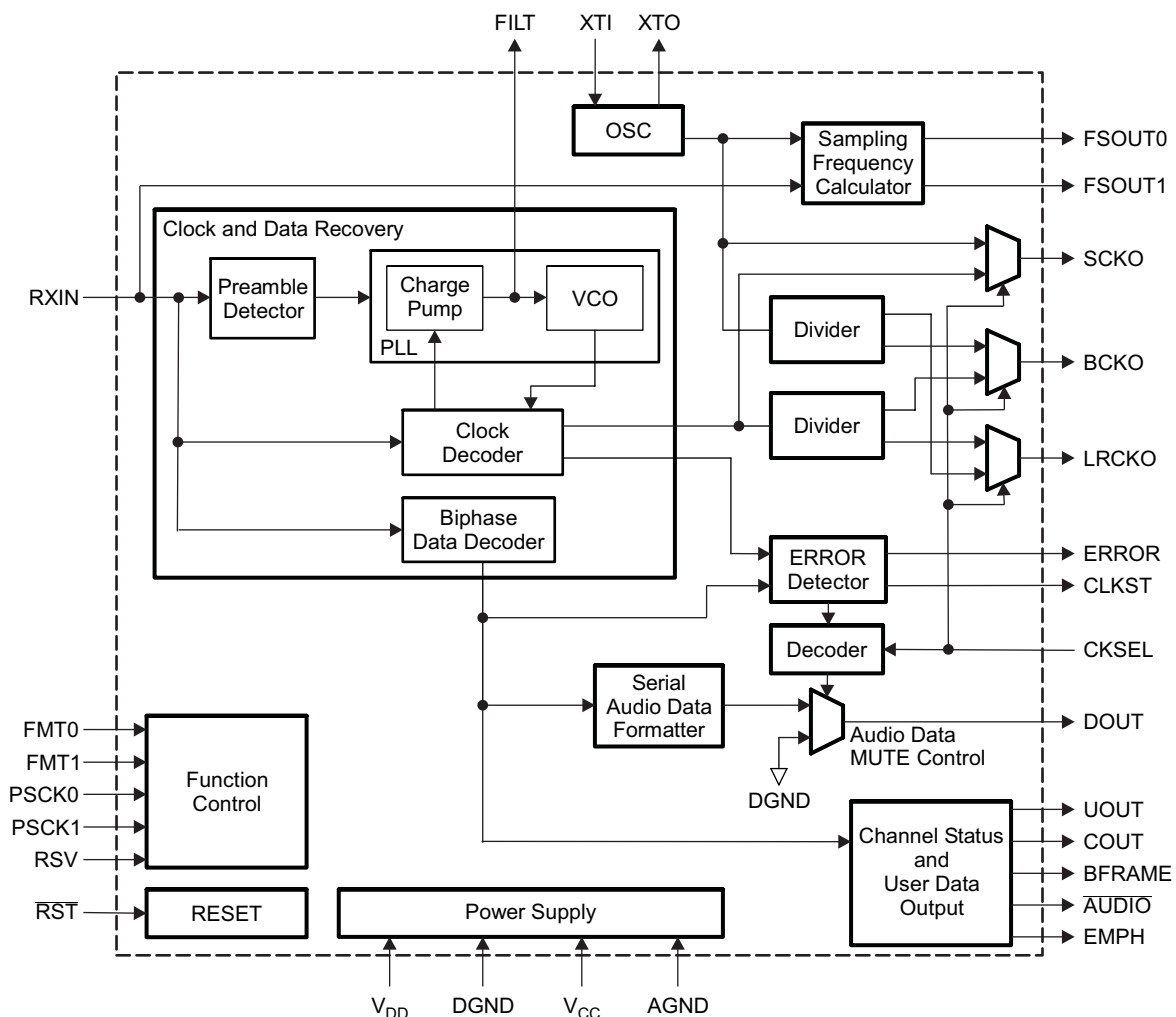 FILT
XTI
XTO
OSC
Sampling
Frequency
Calculator
FSOUT0
FSOUT1
Clock and Data Recovery
RXIN
Preamble
Detector
Charge
Pump
VCO
PLL
SCKO
Divider
BCKO
Divider
Clock
Decoder
LRCKO
Biphase
Data Decoder
ERROR
Detector
ERROR
CLKST
Decoder
CKSEL
Serial
Audio Data
Formatter
DOUT
Audio Data
MUTE Control
DGND
FMT0
FMT1
PSCK0
PSCK1
RSV
Function
Control
Channel Status
and
User Data
Output
UOUT
COUT
BFRAME
AUDIO
EMPH
RST
RESET
Power Supply
VDD
DGND
VCC
AGND